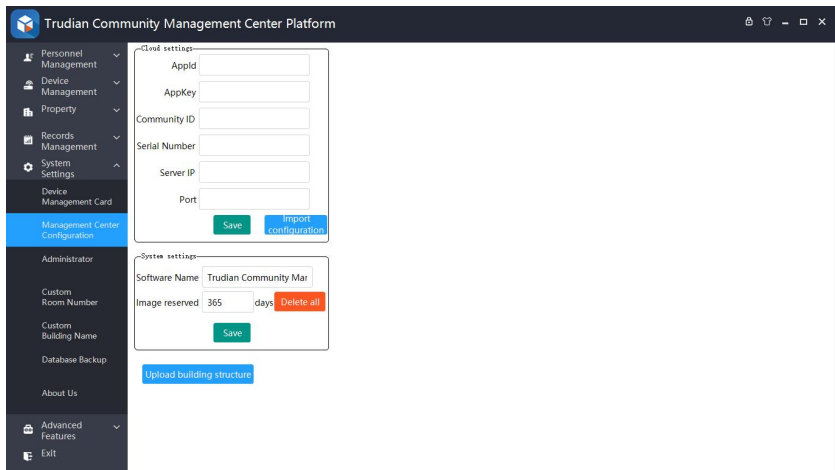 Trudian Community Management Center Platform
Personnel
Management
Device
Management
Property
Records
Management
System
Settings
Device
Management Card
Management Center
Configuration
Administrator
Custom
Room Number
Custom
Building Name
Database Backup
About Us
Advanced
Features
Exit
Cloud settings
AppId
AppKey
Community ID
Serial Number
Server IP
Port
Save
Import
configuration
System settings
Software Name Trudian Community Mar
Image reserved 365 days Delete all
Save
Upload building structure